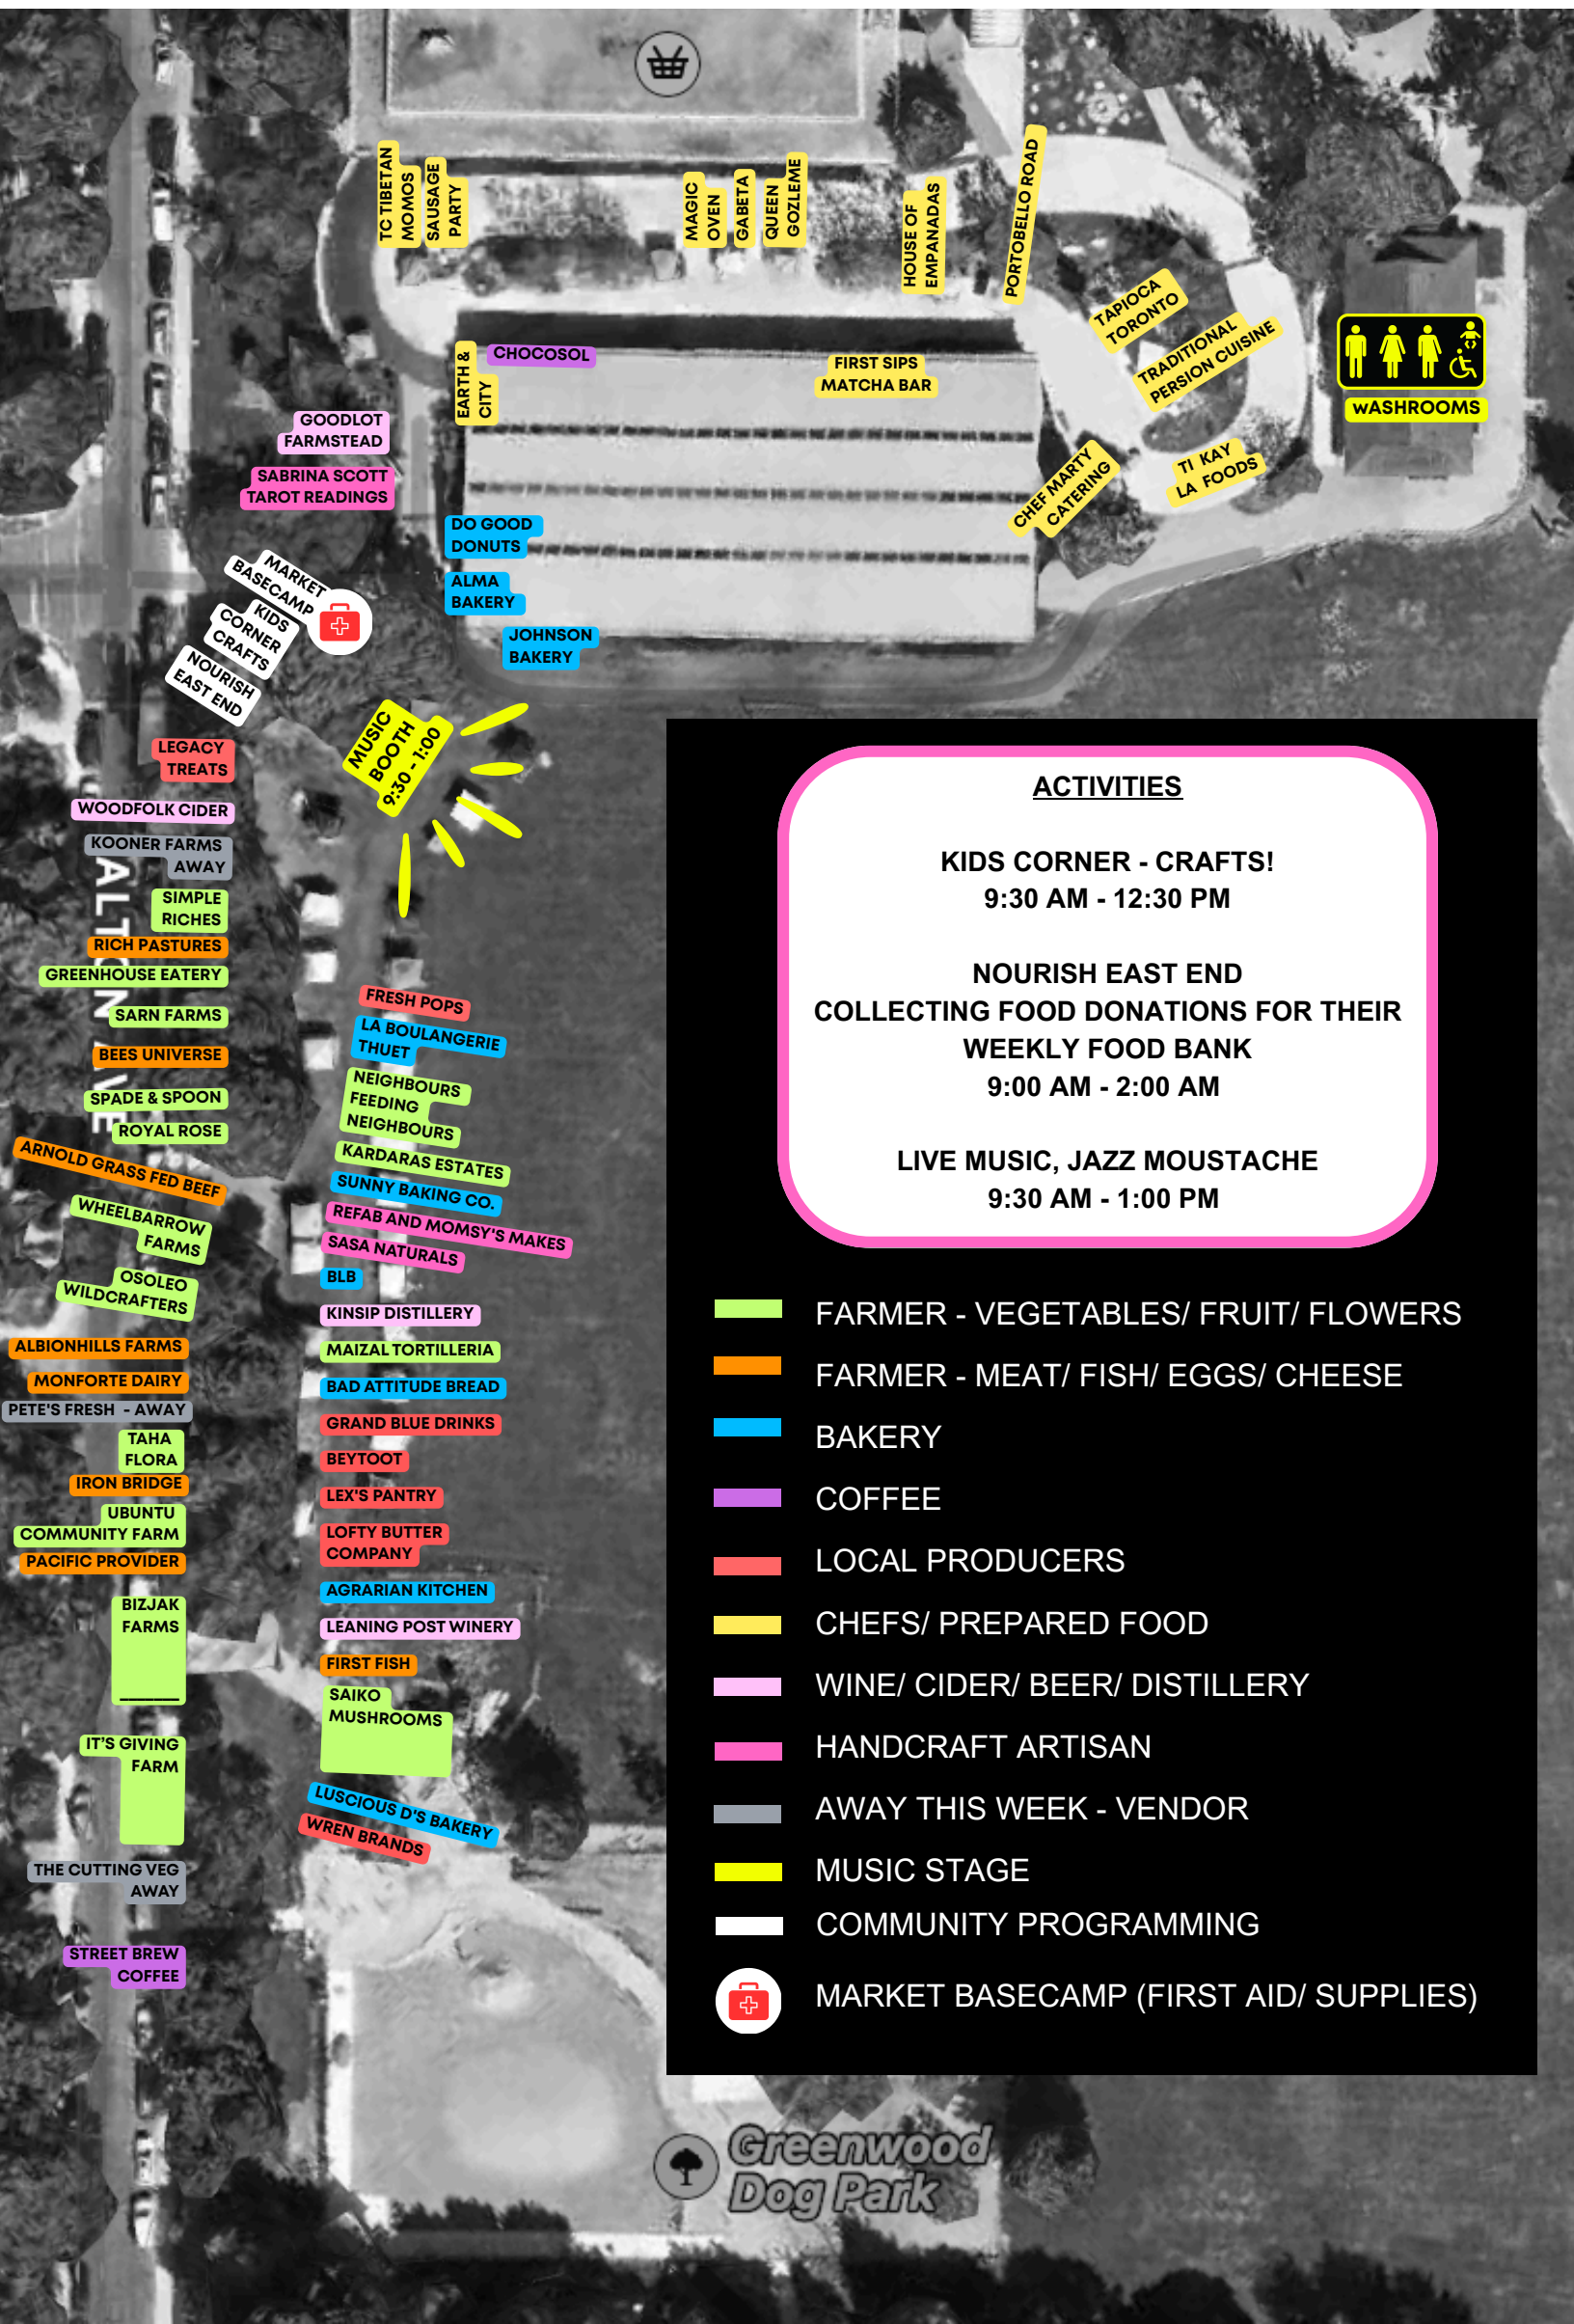 TC TIBETAN
MOMOS
SAUSAGE
PARTY
MAGIC
OVEN
GABETA
QUEEN
GOZLEME
HOUSE OF
EMPANADAS
PORTOBELLO ROAD
TAPIOCA
TORONTO
TRADITIONAL
PERSION CUISINE
wASHROOMS
TI KAY
LA FOODS
CHEF MARTY
CATERING
EARTH &
CITY
CHOCOSOL
FIRST SIPS
MATCHA BAR
GOODLOT
FARMSTEAD
SABRINA SCOTT
TAROT READINGS
DO GOOD
DONUTS
ALMA
BAKERY
JOHNSON
BAKERY
MARKET
BASECAMP
KIDS
CORNER
CRAFTS
NOURISH
EAST END
MUSIC
BOOTH
9:30 - 1:00
LEGACY
TREATS
WOODFOLK CIDER
KOONER FARMS
AWAY
SIMPLE
RICHES
RICH PASTURES
GREENHOUSE EATERY
SARN FARMS
BEES UNIVERSE
SPADE & SPOON
ROYAL ROSE
ARNOLD GRASS FED BEEF
WHEELBARROW
FARMS
OSOLEO
WILDCRAFTERS
ALBIONHILLS FARMS
MONFORTE DAIRY
PETE'S FRESH - AWAY
TAHA
FLORA
IRON BRIDGE
UBUNTU
COMMUNITY FARM
PACIFIC PROVIDER
BIZJAK
FARMS
IT'S GIVING
FARM
THE CUTTING VEG
AWAY
STREET BREW
COFFEE
FRESH POPS
LA BOULANGERIE
THUET
NEIGHBOURS
FEEDING
NEIGHBOURS
KARDARAS ESTATES
SUNNY BAKING CO.
REFAB AND MOMSY'S MAKES
SASA NATURALS
BLB
KINSIP DISTILLERY
MAIZAL TORTILLERIA
BAD ATTITUDE BREAD
GRAND BLUE DRINKS
BEYTOOT
LEX'S PANTRY
LOFTY BUTTER
COMPANY
AGRARIAN KITCHEN
LEANING POST WINERY
FIRST FISH
SAIKO
MUSHROOMS
LUSCIOUS D'S BAKERY
WREN BRANDS
ACTIVITIES
KIDS CORNER - CRAFTS!
9:30 AM - 12:30 PM
NOURISH EAST END
COLLECTING FOOD DONATIONS FOR THEIR
WEEKLY FOOD BANK
9:00 AM - 2:00 AM
LIVE MUSIC, JAZZ MOUSTACHE
9:30 AM - 1:00 PM
FARMER - VEGETABLES/ FRUIT/ FLOWERS
FARMER - MEAT/ FISH/ EGGS/ CHEESE
BAKERY
COFFEE
LOCAL PRODUCERS
CHEFS/ PREPARED FOOD
WINE/ CIDER/ BEER/ DISTILLERY
HANDCRAFT ARTISAN
AWAY THIS WEEK - VENDOR
MUSIC STAGE
COMMUNITY PROGRAMMING
MARKET BASECAMP (FIRST AID/ SUPPLIES)
Greenwood
Dog Park